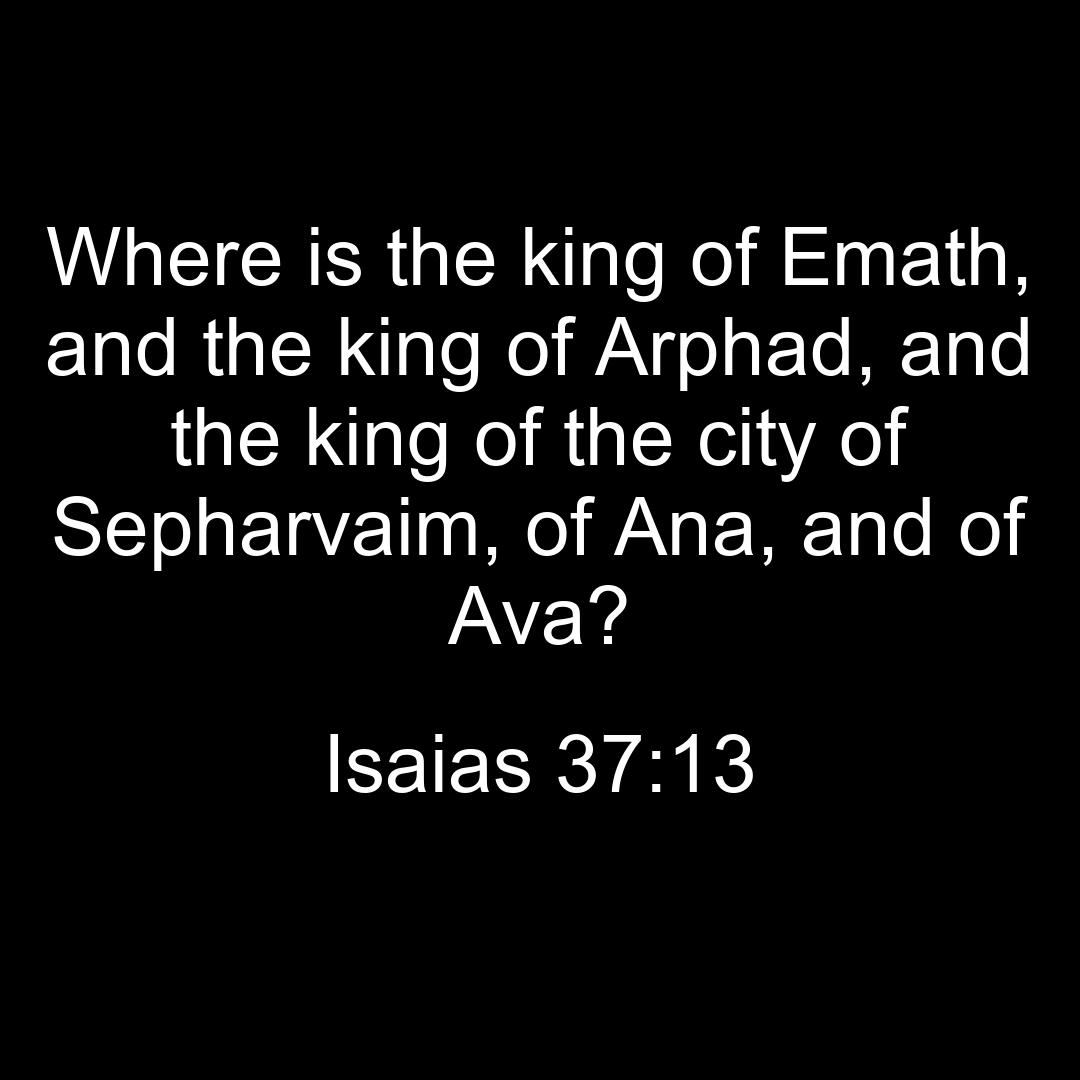 Where is the king of Emath,
and the king of Arphad, and
the king of the city of
Sepharvaim, of Ana, and of
Ava?
Isaias 37:13